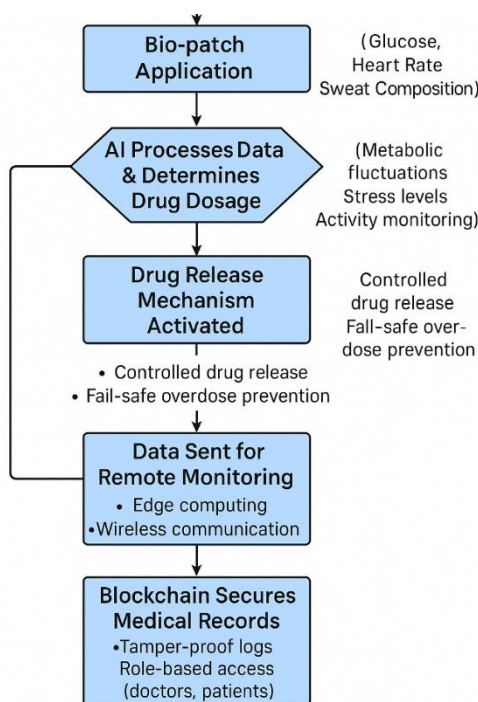 Bio-patch
Application
(Glucose,
Heart Rate
Sweat Composition)
AI Processes Data
& Determines
Drug Dosage
(Metabolic
fluctuations
Stress levels
Activity monitoring)
Drug Release
Mechanism
Activated
Controlled
drug release
Fall-safe over-
dose prevention
• Controlled drug release
• Fail-safe overdose prevention
Data Sent for
Remote Monitoring
• Edge computing
•Wireless communication
Blockchain Secures
Medical Records
•Tamper-proof logs
Role-based access
(doctors, patients)